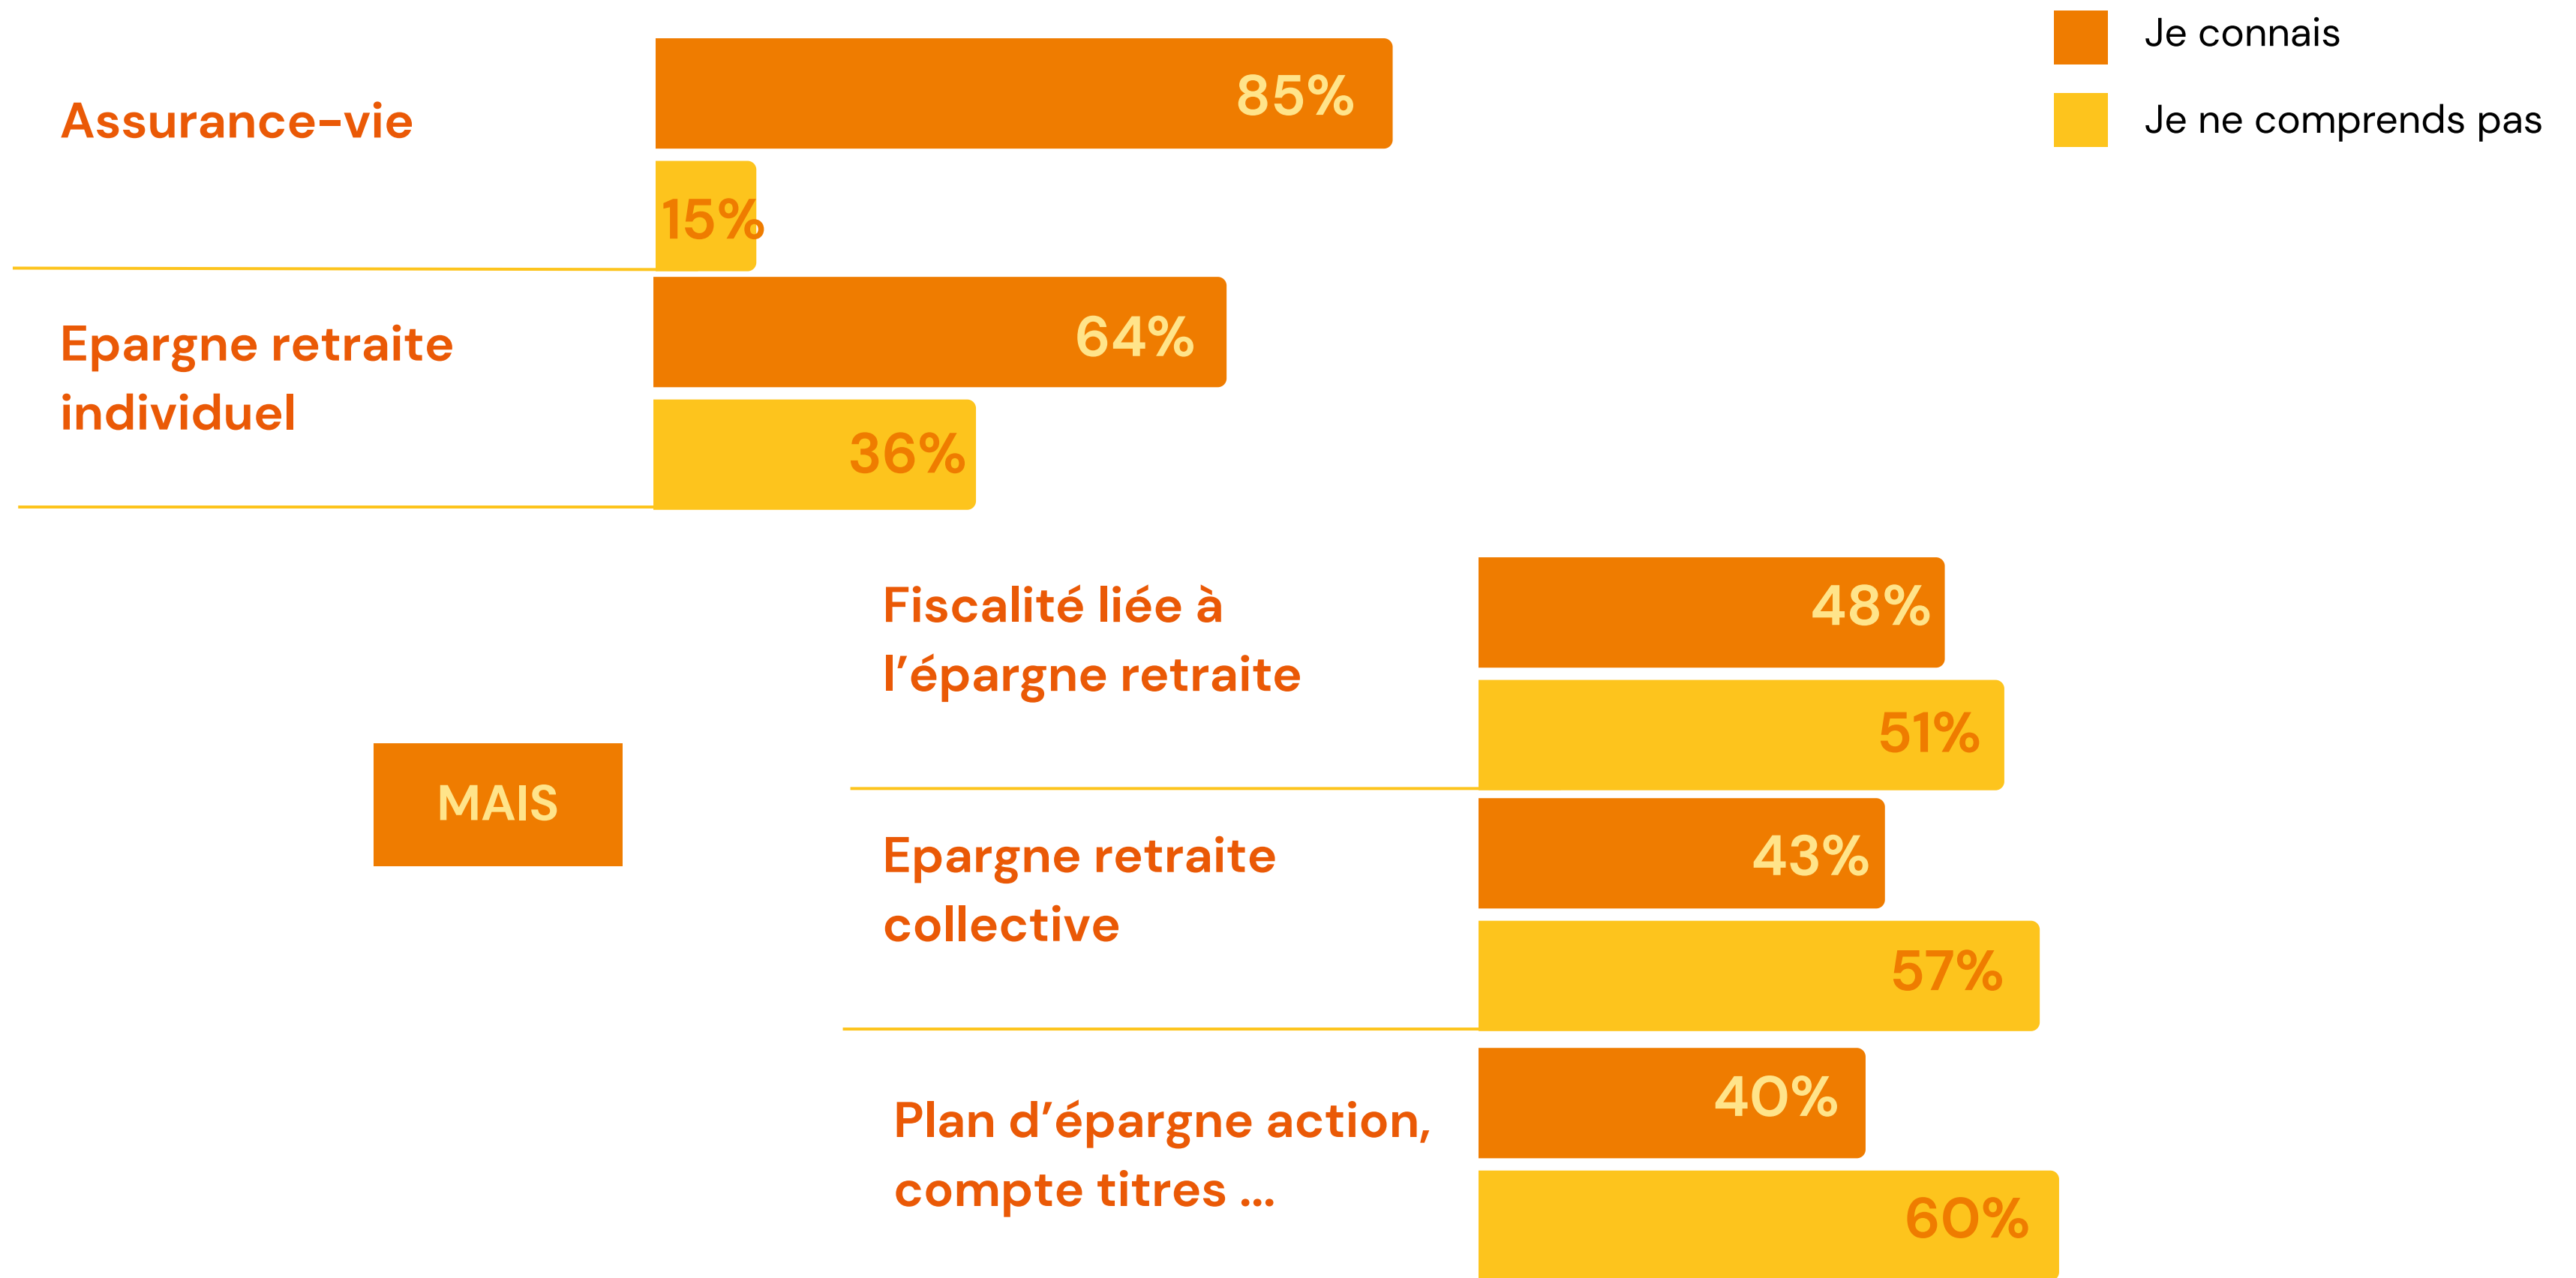 Je connais
Je ne comprends pas
Assurance-vie
85%
15%
Epargne retraite
individuel
64%
36%
MAIS
Fiscalité liée à
l’épargne retraite
48%
51%
Epargne retraite
collective
43%
57%
Plan d’épargne action,
compte titres ...
40%
60%